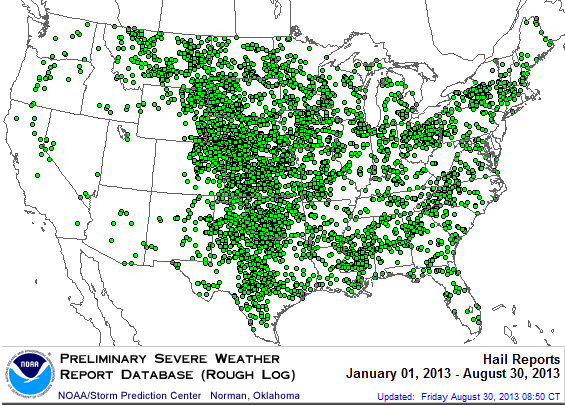 NOAA
PRELIMINARY SEVERE WEATHER
REPORT DATABASE (ROUGH LOG)
NOAA/Storm Prediction Center Norman, Oklahoma
Hail Reports
January 01, 2013 - August 30, 2013
Updated: Friday August 30, 2013 08:50 CT